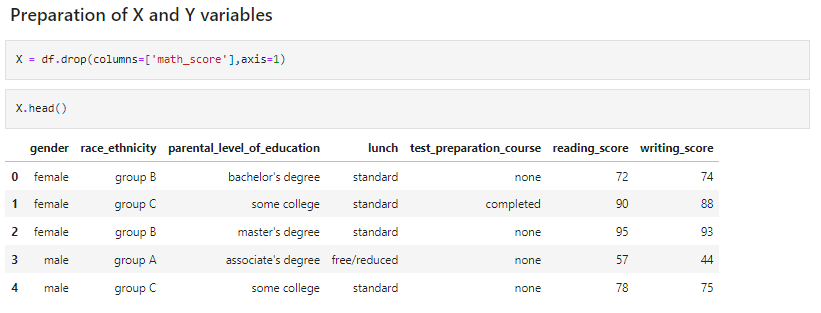 Preparation of X and Y variables
X = df.drop(columns=['math_score'],axis=1)
X.head()
gender race_ethnicity parental_level_of_education lunch test_preparation_course reading_score writing_score
0 female group B bachelor's degree standard none 72 74
1 female group C some college standard completed 90 88
2 female group B master's degree standard none 95 93
3 male group A associate's degree free/reduced none 57 44
4 male group C some college standard none 78 75